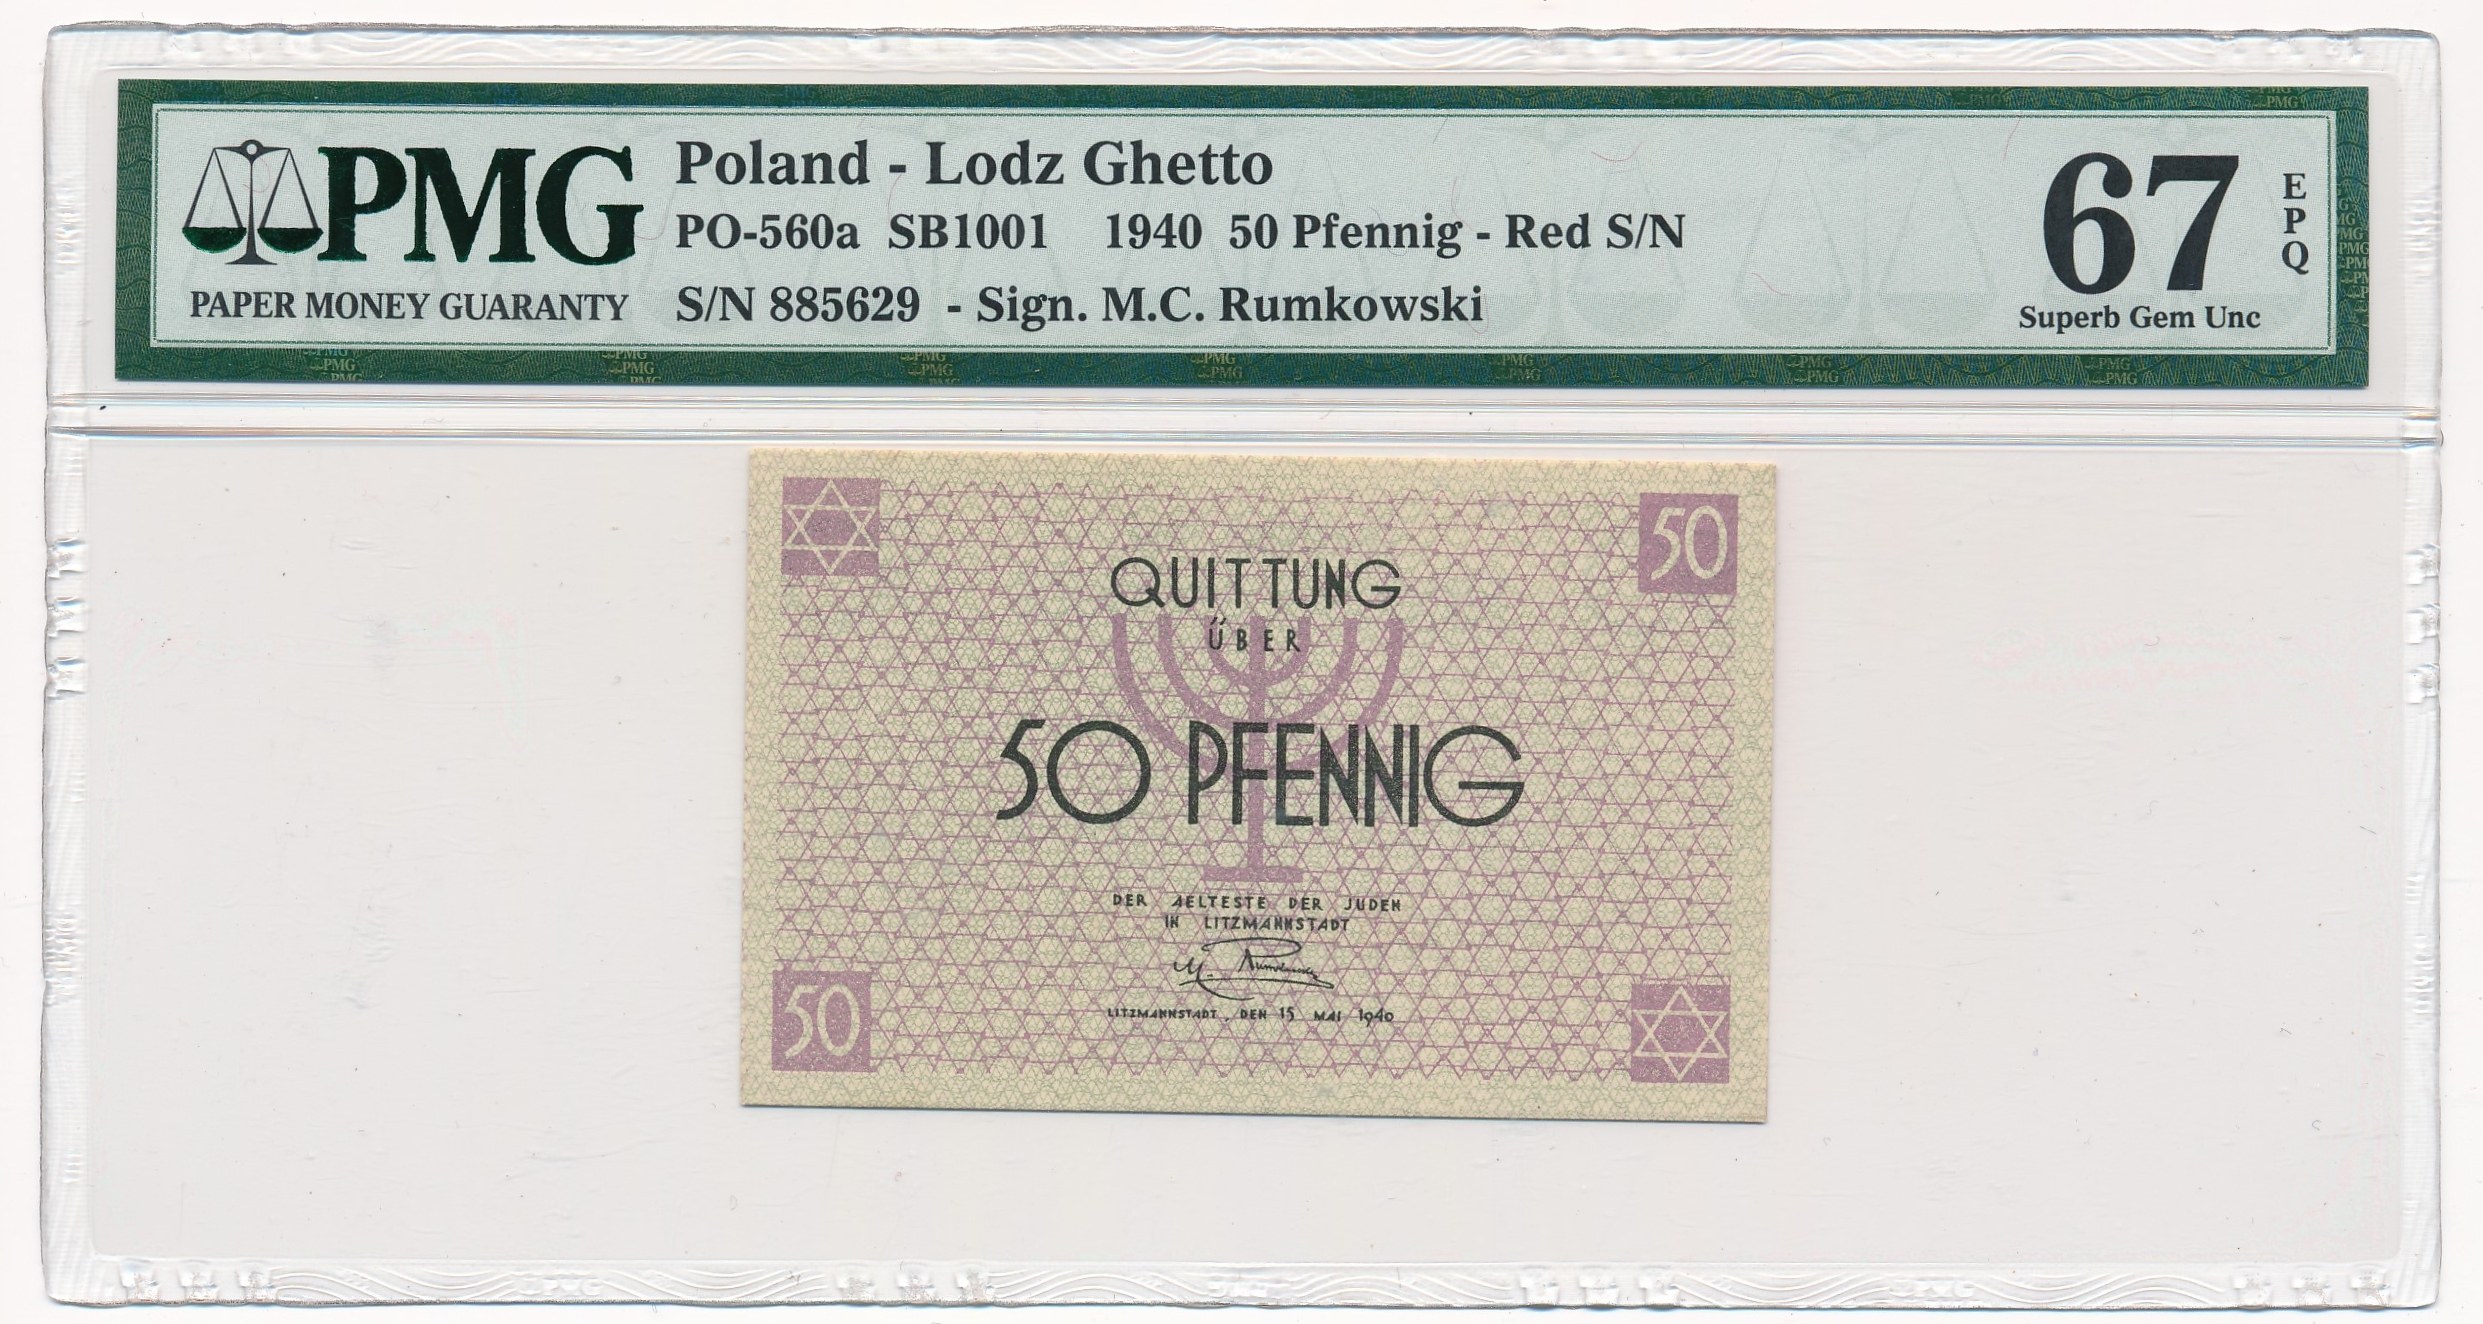 PMG
PAPER MONEY GUARANTY
Poland - Lodz Ghetto
PO-560a SB1001 1940 50 Pfennig - Red S/N
S/N 885629 - Sign. M.C. Rumkowski
67
EPQ
Superb Gem Unc
50
QUITTUNG
ÜBER
50 PFENNIG
DER AELTESTE DER JUDEN
IN LITZMANNSTADT
M. Rumkowski
50
LITZMANNSTADT, DEN 15 MAI 1940